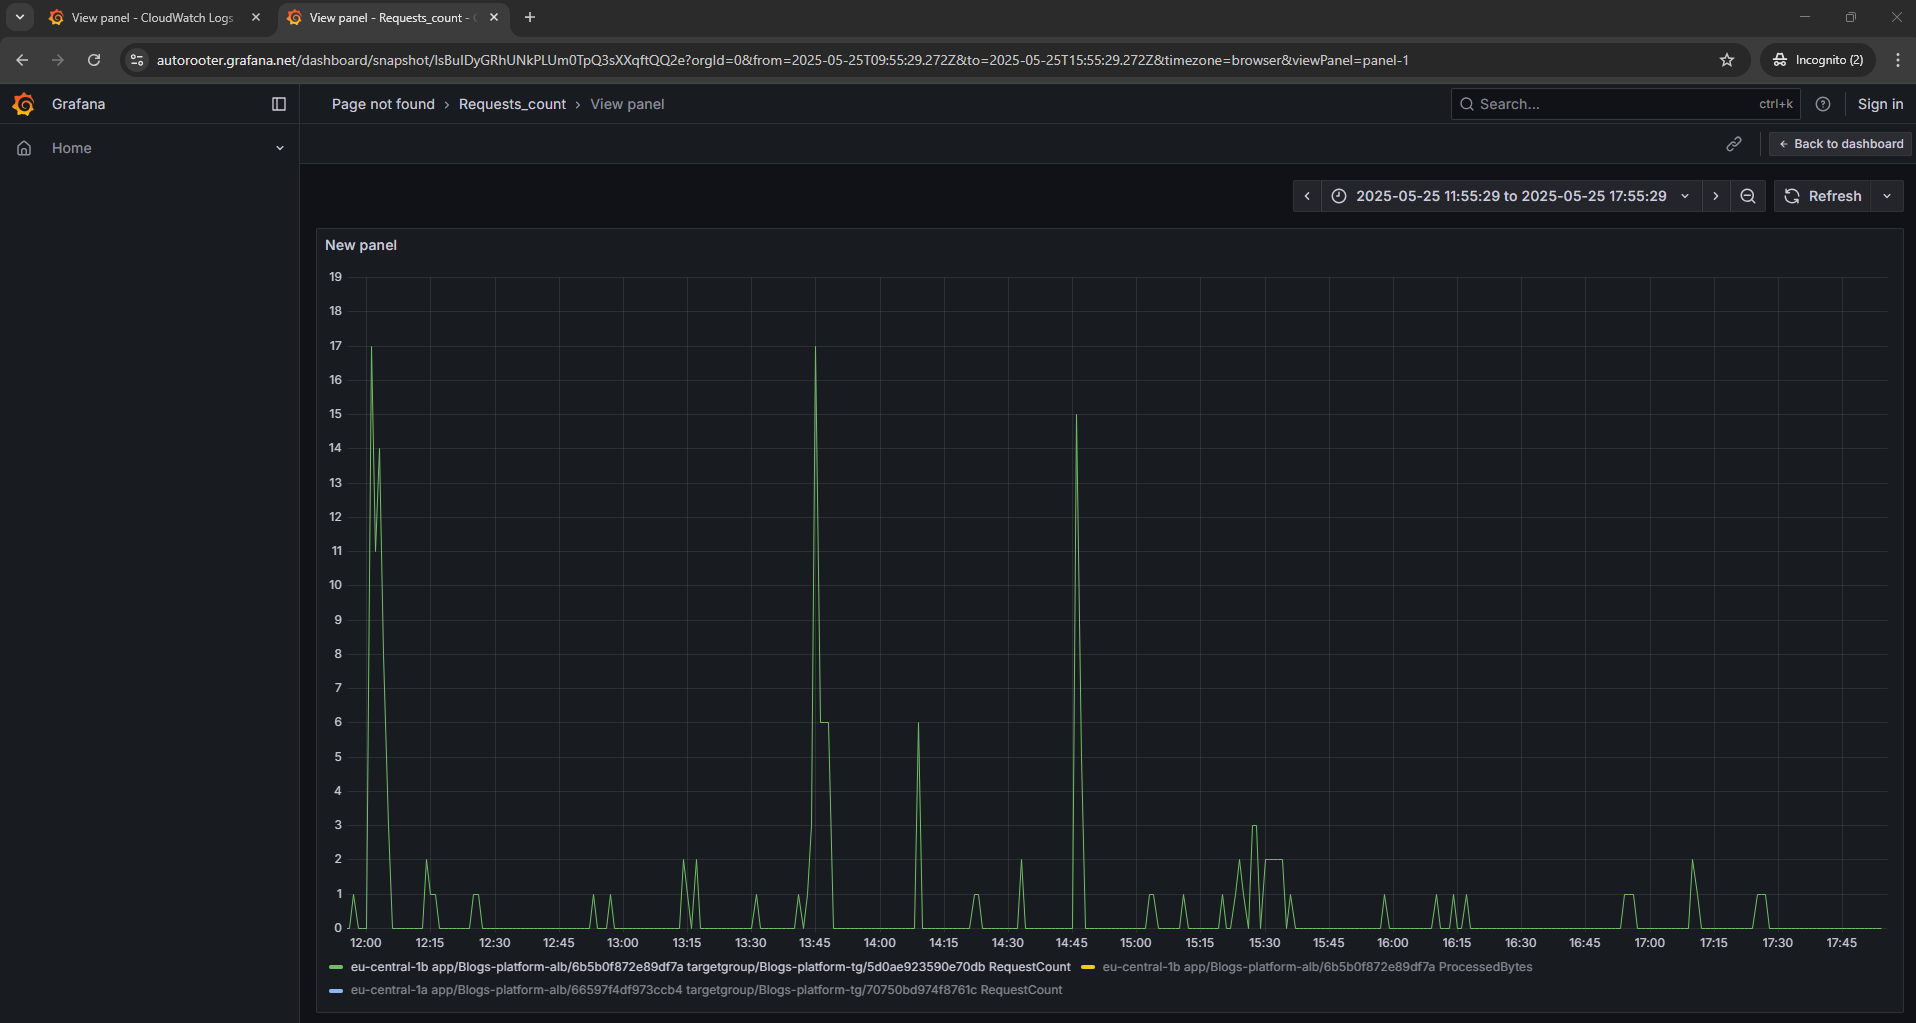 View panel - CloudWatch Logs
View panel - Requests_count -
autorooter.grafana.net/dashboard/snapshot/IsBuIDyGRhUNkPLUm0TpQ3sXXqftQQ2e?orgId=0&from=2025-05-25T09:55:29.272Z&to=2025-05-25T15:55:29.272Z&timezone=browser&viewPanel=panel-1
Incognito (2)
Grafana
Page not found › Requests_count › View panel
Search...
ctrl+k
Sign in
Home
Back to dashboard
2025-05-25 11:55:29 to 2025-05-25 17:55:29
Refresh
New panel
19
18
17
16
15
14
13
12
11
10
9
8
7
6
5
4
3
2
1
0
12:00 12:15 12:30 12:45 13:00 13:15 13:30 13:45 14:00 14:15 14:30 14:45 15:00 15:15 15:30 15:45 16:00 16:15 16:30 16:45 17:00 17:15 17:30 17:45
eu-central-1b app/Blogs-platform-alb/6b5b0f872e89df7a targetgroup/Blogs-platform-tg/5d0ae923590e70db RequestCount eu-central-1b app/Blogs-platform-alb/6b5b0f872e89df7a ProcessedBytes
eu-central-1a app/Blogs-platform-alb/66597f4df973ccb4 targetgroup/Blogs-platform-tg/70750bd974f8761c RequestCount